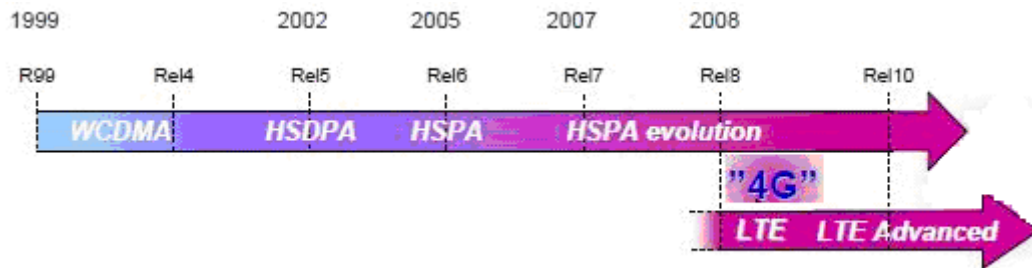 1999 2002 2005 2007 2008
R99 Rel4 Rel5 Rel6 Rel7 Rel8 Rel10
WCDMA HSDPA HSPA HSPA evolution
”4G”
LTE LTE Advanced